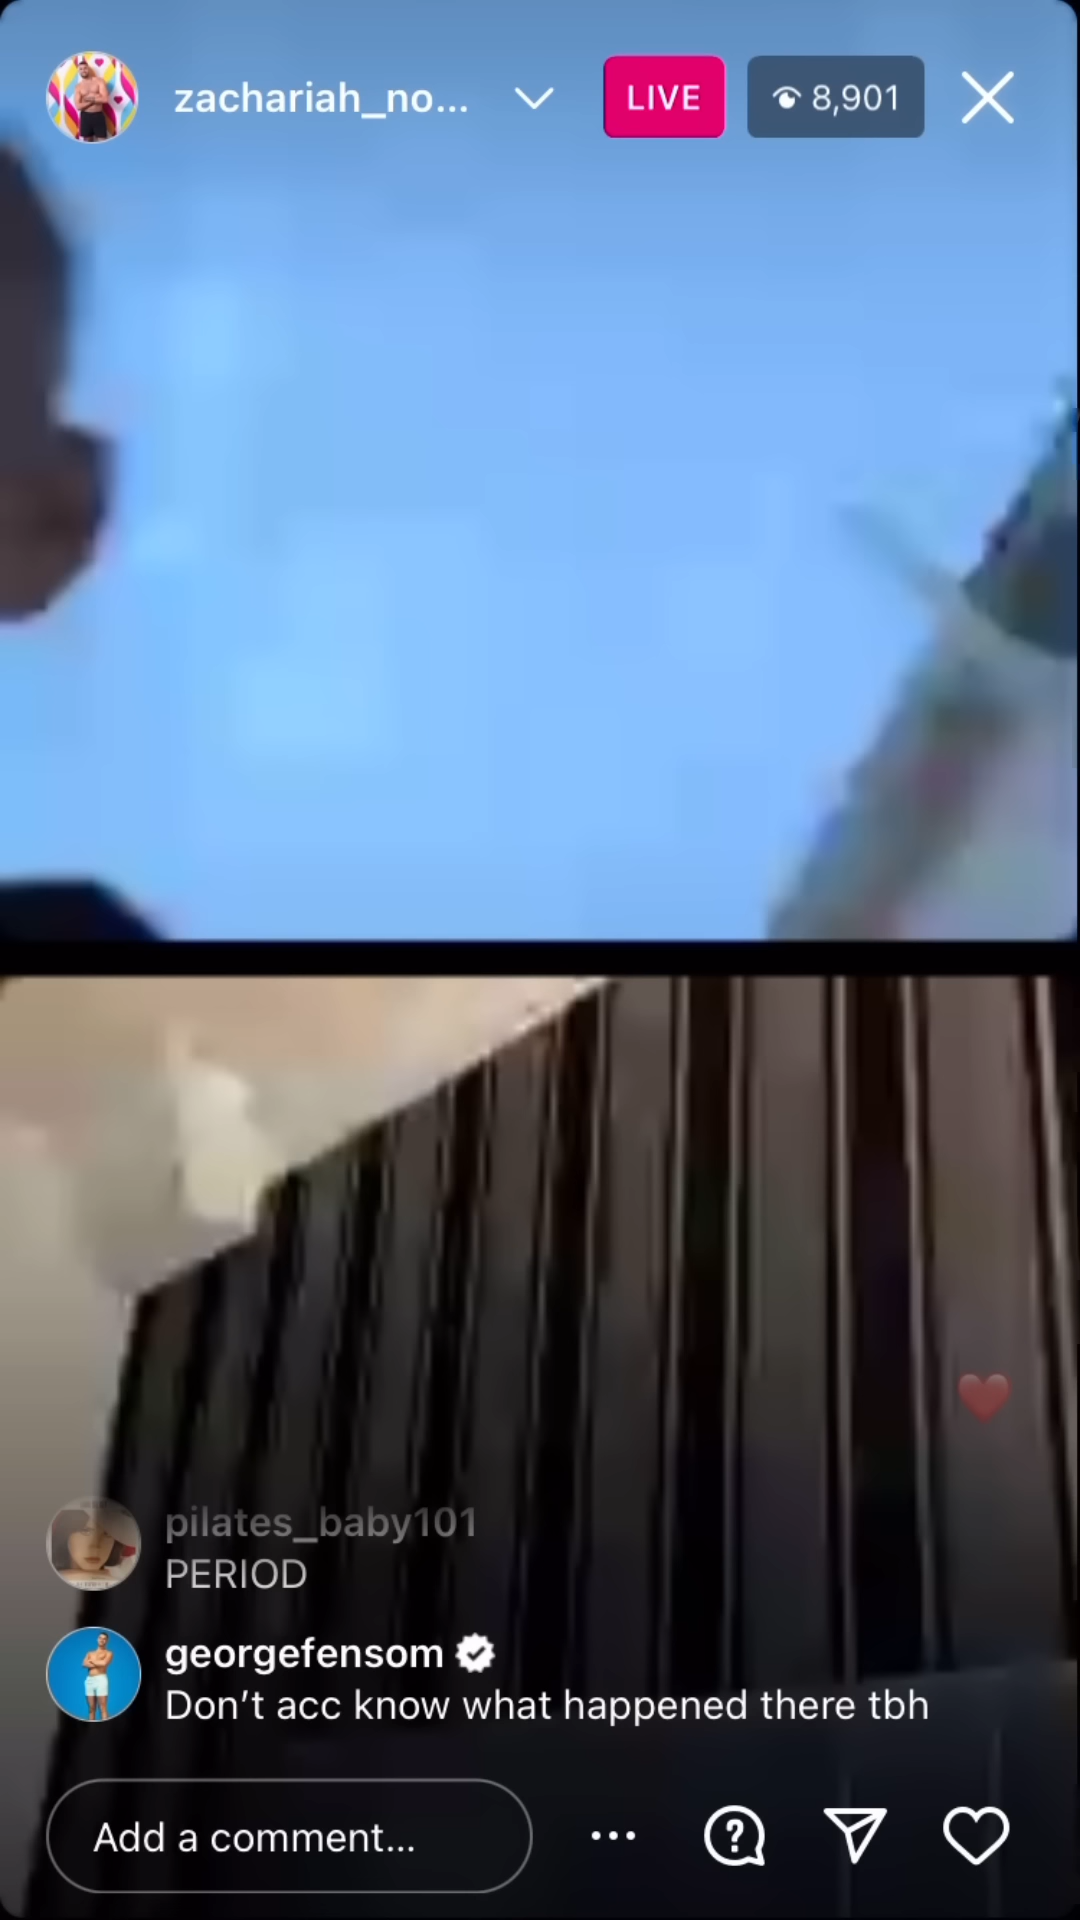 zachariah_no...
LIVE
8,901
pilates_baby101
PERIOD
georgefensom
Don’t acc know what happened there tbh
Add a comment...